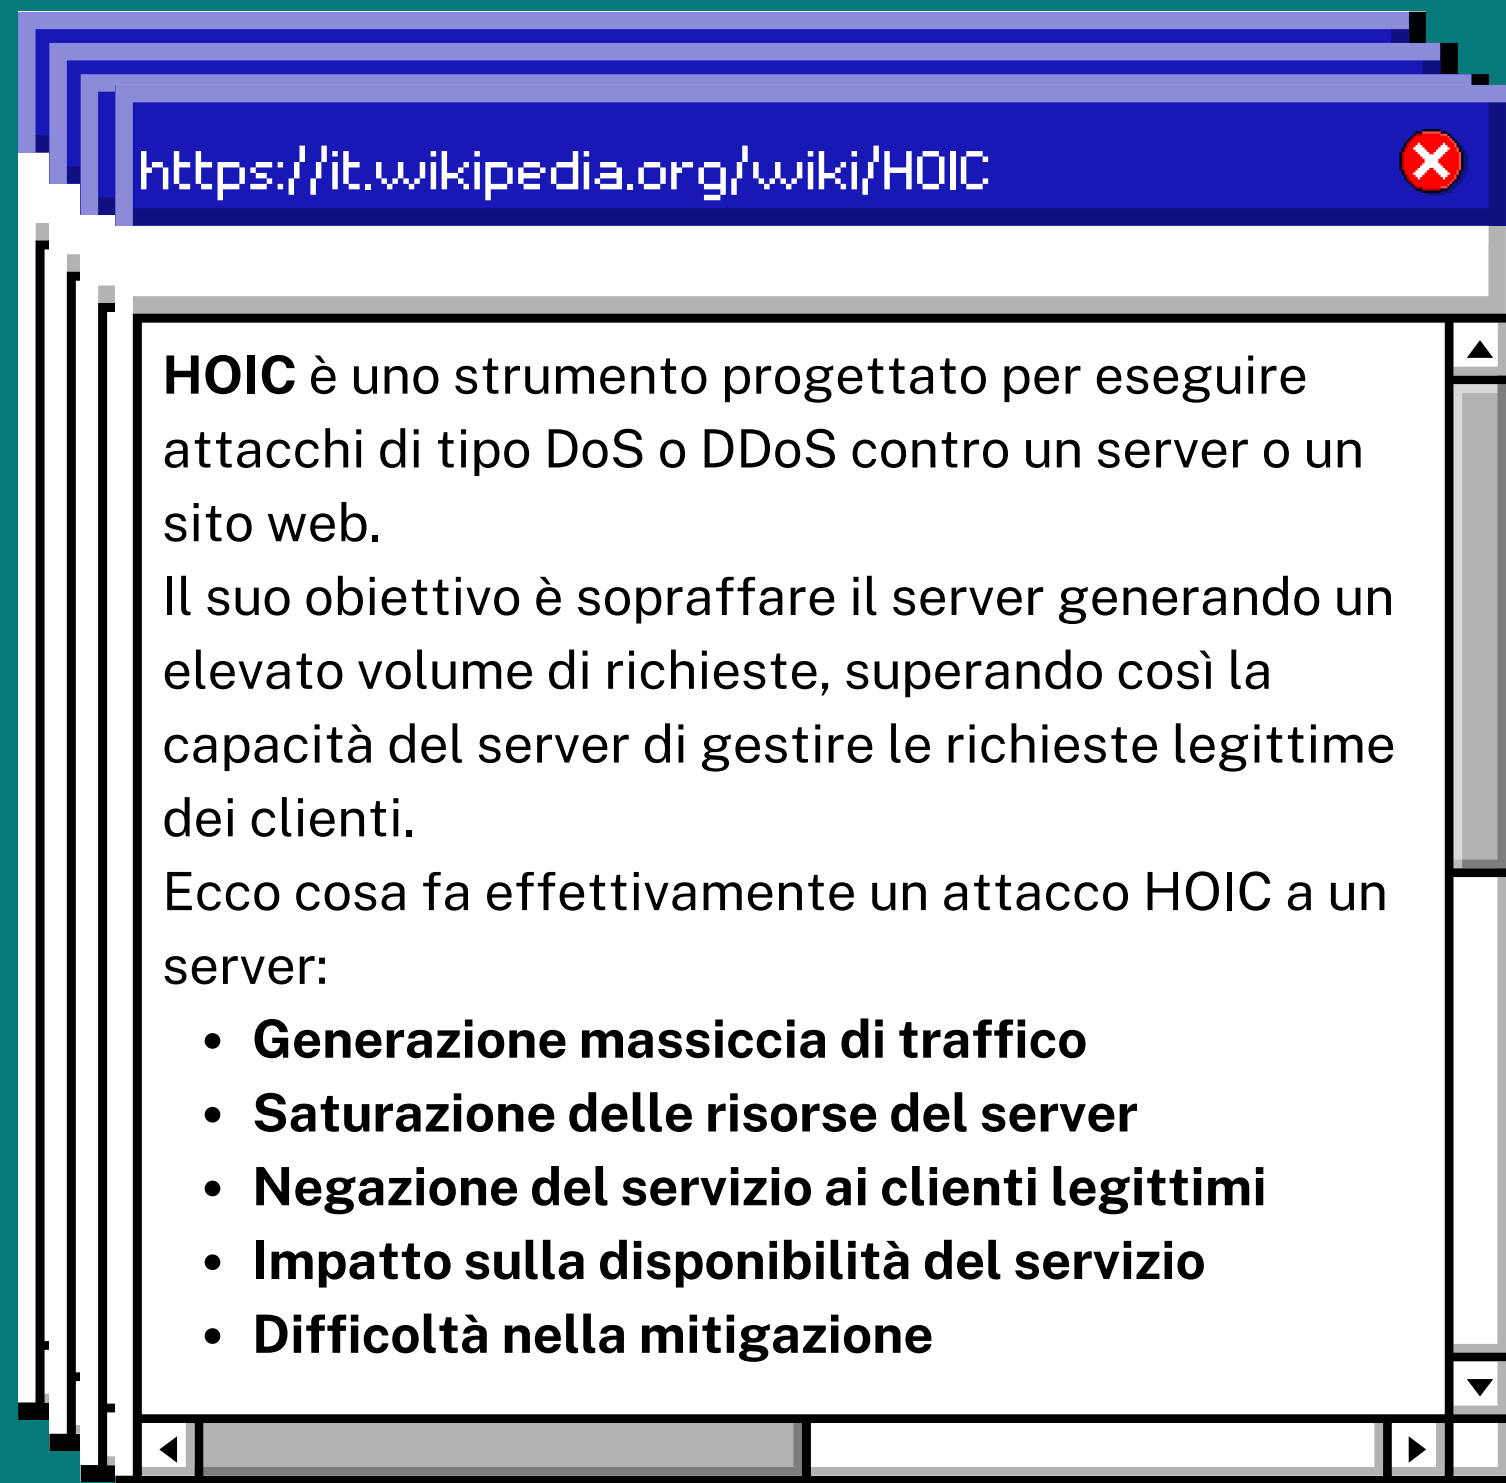 https://it.wikipedia.org/wiki/HOIC
HOIC è uno strumento progettato per eseguire
attacchi di tipo DoS o DDoS contro un server o un
sito web.
Il suo obiettivo è sopraffare il server generando un
elevato volume di richieste, superando così la
capacità del server di gestire le richieste legittime
dei clienti.
Ecco cosa fa effettivamente un attacco HOIC a un
server:
• Generazione massiccia di traffico
• Saturazione delle risorse del server
• Negazione del servizio ai clienti legittimi
• Impatto sulla disponibilità del servizio
• Difficoltà nella mitigazione